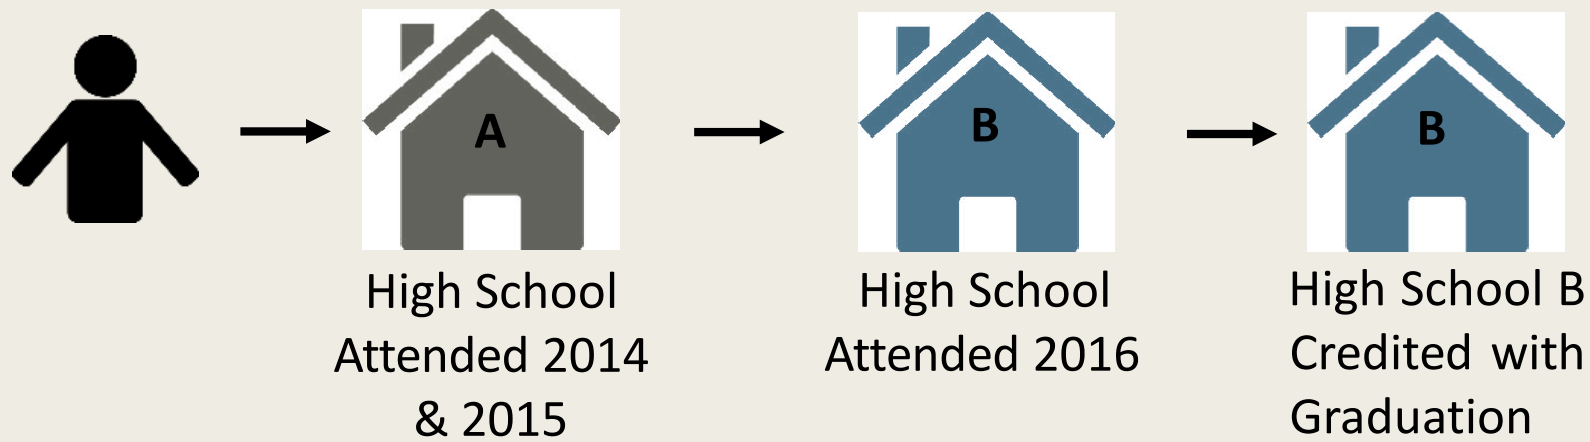 A
High School
Attended 2014
& 2015
B
High School
Attended 2016
B
High School B
Credited with
Graduation